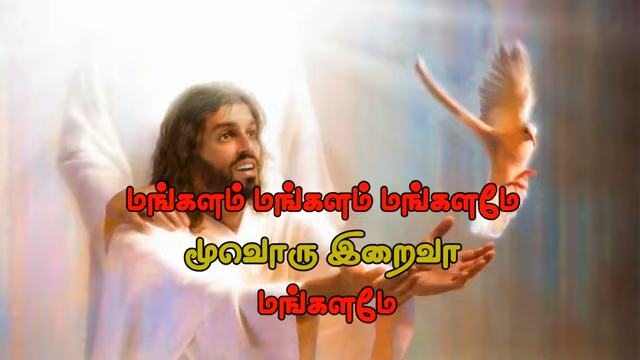 மங்களம் மங்களம் மங்களமே
மூவொரு இறைவா
மங்களமே